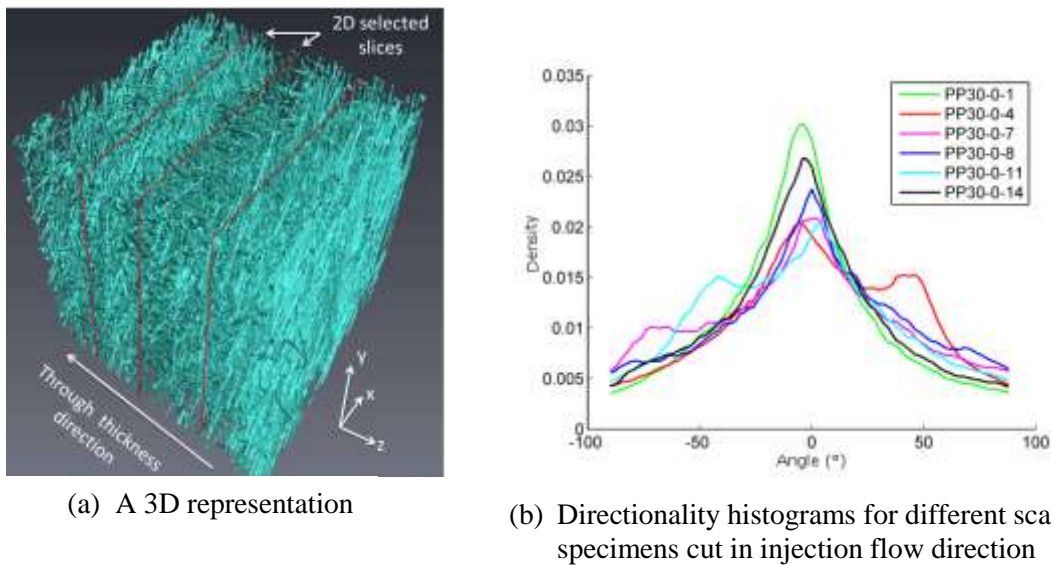 2D selected
slices
Through thickness
direction
y
x
z
(a) A 3D representation
0.035
0.03
0.025
0.02
0.015
0.01
0.005
0
Density
-100
-50
0
50
100
Angle (°)
PP30-0-1
PP30-0-4
PP30-0-7
PP30-0-8
PP30-0-11
PP30-0-14
(b) Directionality histograms for different sca
specimens cut in injection flow direction